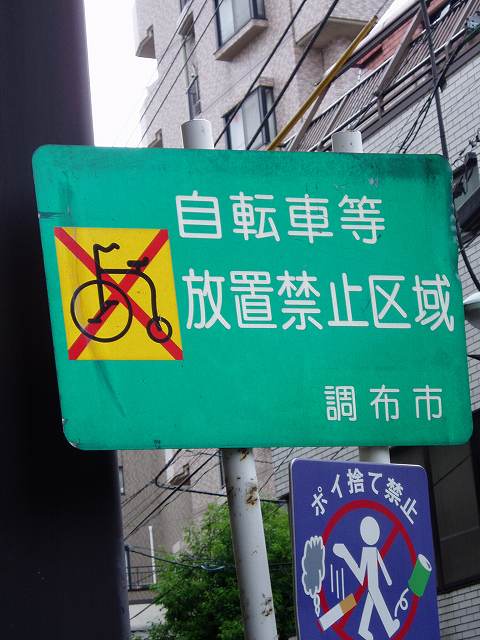 自転車等
放置禁止区域
調布市
ポイ捨て禁止